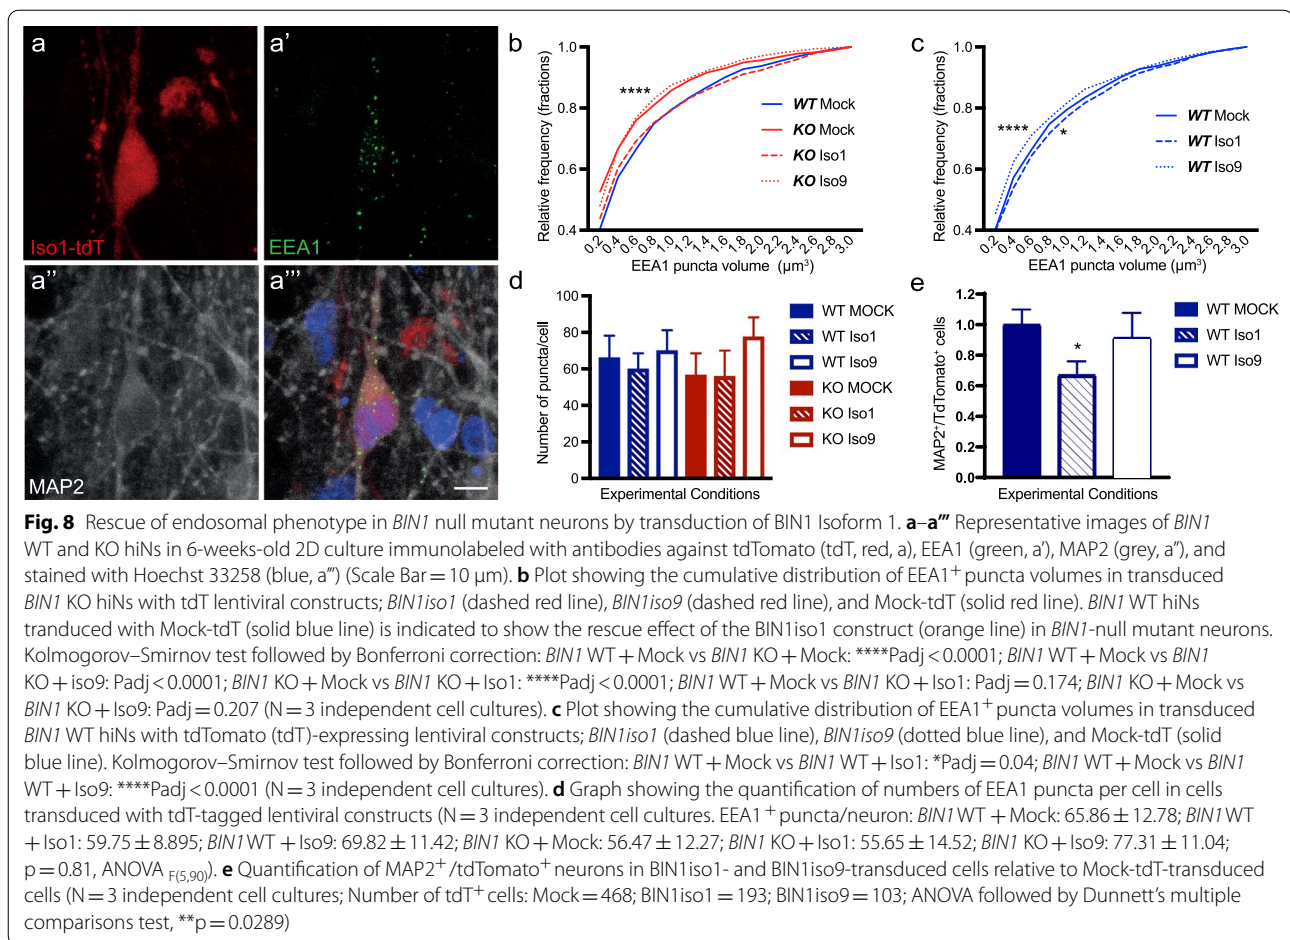 a
a'
Iso1-tdT
EEA1
a''
a'''
MAP2
b
Relative frequency (fractions)
1.0
0.8
0.6
0.4
****
WT Mock
KO Mock
KO Iso1
KO Iso9
0.2 0.4 0.6 0.8 1.0 1.2 1.4 1.6 1.8 2.0 2.2 2.4 2.6 2.8 3.0
EEA1 puncta volume (µm³)
c
Relative frequency (fractions)
1.0
0.8
0.6
0.4
****
*
WT Mock
WT Iso1
WT Iso9
0.2 0.4 0.6 0.8 1.0 1.2 1.4 1.6 1.8 2.0 2.2 2.4 2.6 2.8 3.0
EEA1 puncta volume (µm³)
d
Number of puncta/cell
100
80
60
40
20
0
Experimental Conditions
WT MOCK
WT Iso1
WT Iso9
KO MOCK
KO Iso1
KO Iso9
e
MAP2⁺/TdTomato⁺ cells
1.2
1.0
0.8
0.6
0.4
0.2
0.0
*
Experimental Conditions
WT MOCK
WT Iso1
WT Iso9
Fig. 8 Rescue of endosomal phenotype in BIN1 null mutant neurons by transduction of BIN1 Isoform 1. a–a''' Representative images of BIN1
WT and KO hiNs in 6-weeks-old 2D culture immunolabeled with antibodies against tdTomato (tdT, red, a), EEA1 (green, a'), MAP2 (grey, a''), and
stained with Hoechst 33258 (blue, a''') (Scale Bar = 10 µm). b Plot showing the cumulative distribution of EEA1⁺ puncta volumes in transduced
BIN1 KO hiNs with tdT lentiviral constructs; BIN1iso1 (dashed red line), BIN1iso9 (dashed red line), and Mock-tdT (solid red line). BIN1 WT hiNs
tranduced with Mock-tdT (solid blue line) is indicated to show the rescue effect of the BIN1iso1 construct (orange line) in BIN1-null mutant neurons.
Kolmogorov–Smirnov test followed by Bonferroni correction: BIN1 WT + Mock vs BIN1 KO + Mock: ****Padj < 0.0001; BIN1 WT + Mock vs BIN1
KO + iso9: Padj < 0.0001; BIN1 KO + Mock vs BIN1 KO + Iso1: ****Padj < 0.0001; BIN1 WT + Mock vs BIN1 KO + Iso1: Padj = 0.174; BIN1 KO + Mock vs
BIN1 KO + Iso9: Padj = 0.207 (N = 3 independent cell cultures). c Plot showing the cumulative distribution of EEA1⁺ puncta volumes in transduced
BIN1 WT hiNs with tdTomato (tdT)-expressing lentiviral constructs; BIN1iso1 (dashed blue line), BIN1iso9 (dotted blue line), and Mock-tdT (solid
blue line). Kolmogorov–Smirnov test followed by Bonferroni correction: BIN1 WT + Mock vs BIN1 WT + Iso1: *Padj = 0.04; BIN1 WT + Mock vs BIN1
WT + Iso9: ****Padj < 0.0001 (N = 3 independent cell cultures). d Graph showing the quantification of numbers of EEA1 puncta per cell in cells
transduced with tdT-tagged lentiviral constructs (N = 3 independent cell cultures. EEA1 ⁺ puncta/neuron: BIN1 WT + Mock: 65.86 ± 12.78; BIN1 WT
+ Iso1: 59.75 ± 8.895; BIN1 WT + Iso9: 69.82 ± 11.42; BIN1 KO + Mock: 56.47 ± 12.27; BIN1 KO + Iso1: 55.65 ± 14.52; BIN1 KO + Iso9: 77.31 ± 11.04;
p = 0.81, ANOVA F(5,90)). e Quantification of MAP2⁺/tdTomato⁺ neurons in BIN1iso1- and BIN1iso9-transduced cells relative to Mock-tdT-transduced
cells (N = 3 independent cell cultures; Number of tdT⁺ cells: Mock = 468; BIN1iso1 = 193; BIN1iso9 = 103; ANOVA followed by Dunnett's multiple
comparisons test, **p = 0.0289)